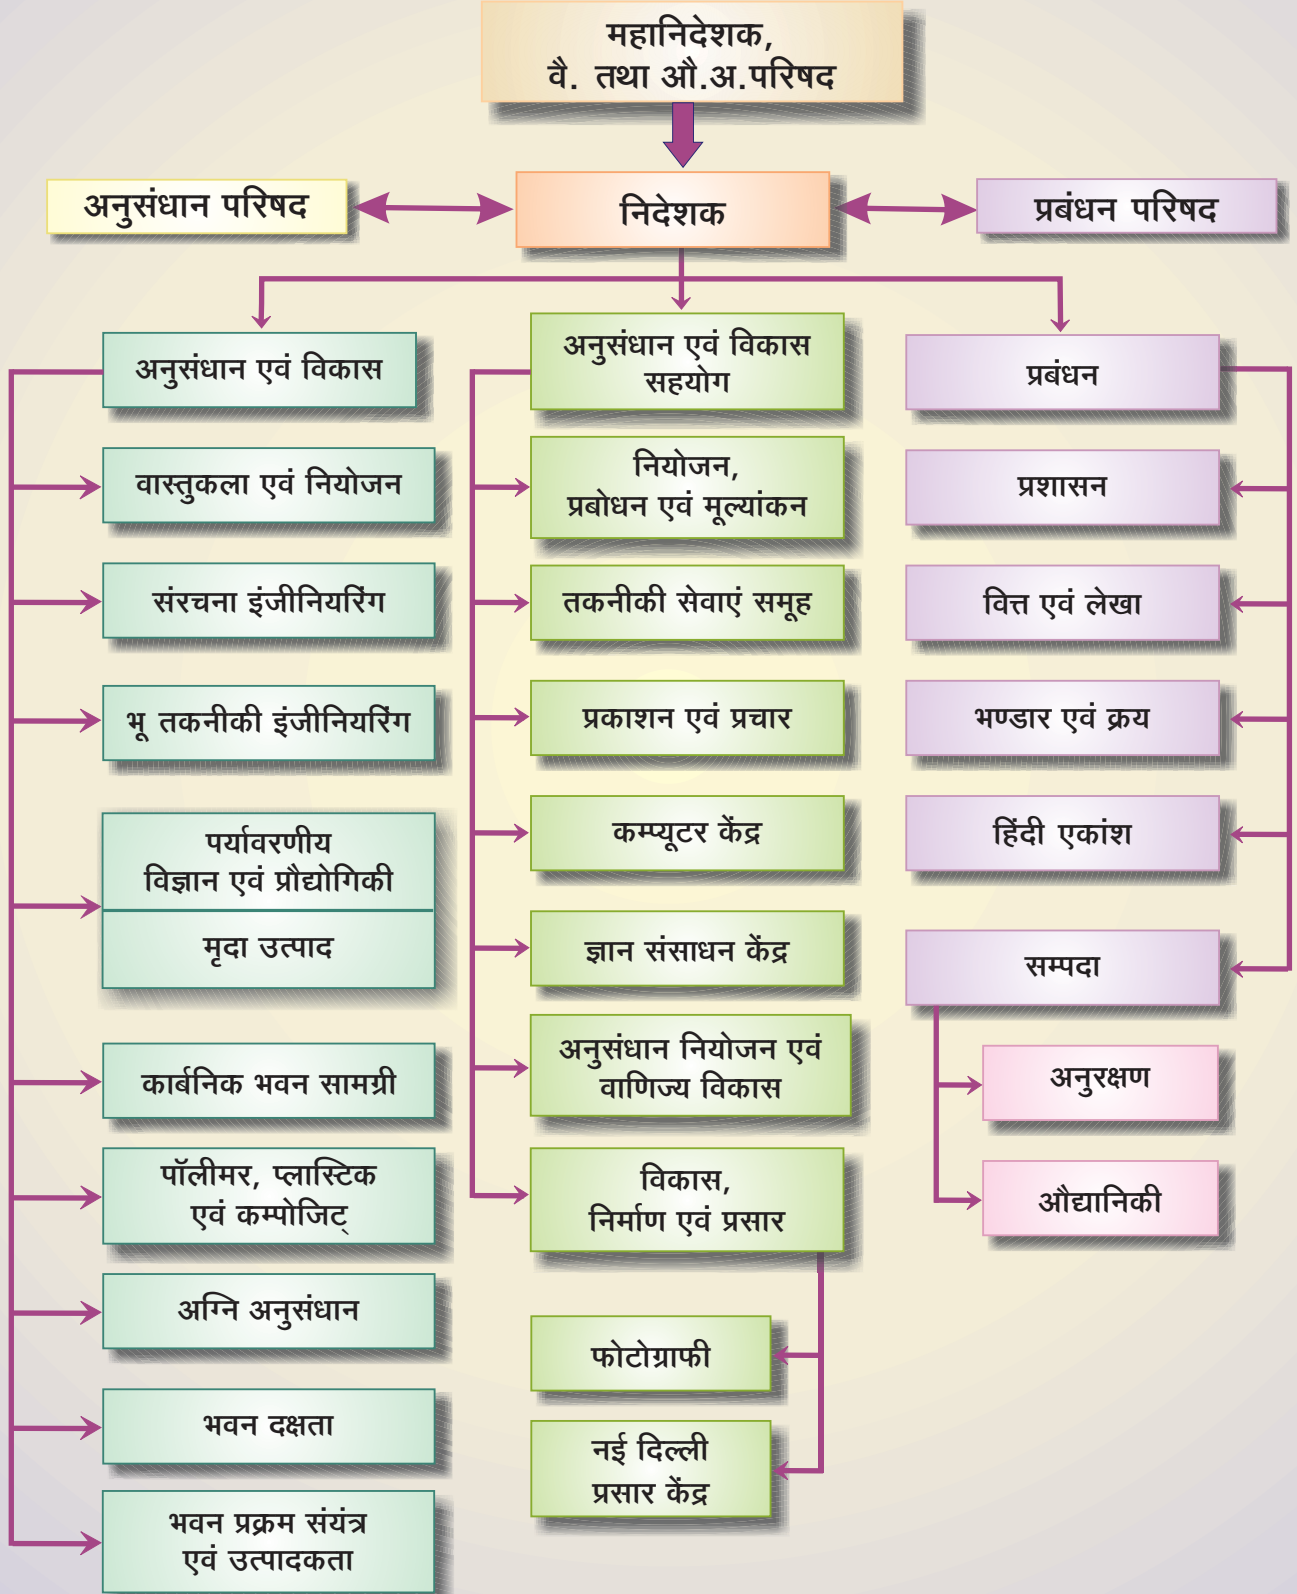 महानिदेशक,
वै. तथा औ.अ.परिषद
अनुसंधान परिषद
निदेशक
प्रबंधन परिषद
अनुसंधान एवं विकास
वास्तुकला एवं नियोजन
संरचना इंजीनियरिंग
भू तकनीकी इंजीनियरिंग
पर्यावरणीय
विज्ञान एवं प्रौद्योगिकी
मृदा उत्पाद
कार्बनिक भवन सामग्री
पॉलीमर, प्लास्टिक
एवं कम्पोजिट्
अग्नि अनुसंधान
भवन दक्षता
भवन प्रक्रम संयंत्र
एवं उत्पादकता
अनुसंधान एवं विकास
सहयोग
नियोजन,
प्रबोधन एवं मूल्यांकन
तकनीकी सेवाएं समूह
प्रकाशन एवं प्रचार
कम्प्यूटर केंद्र
ज्ञान संसाधन केंद्र
अनुसंधान नियोजन एवं
वाणिज्य विकास
विकास,
निर्माण एवं प्रसार
फोटोग्राफी
नई दिल्ली
प्रसार केंद्र
प्रबंधन
प्रशासन
वित्त एवं लेखा
भण्डार एवं क्रय
हिंदी एकांश
सम्पदा
अनुरक्षण
औद्यानिकी